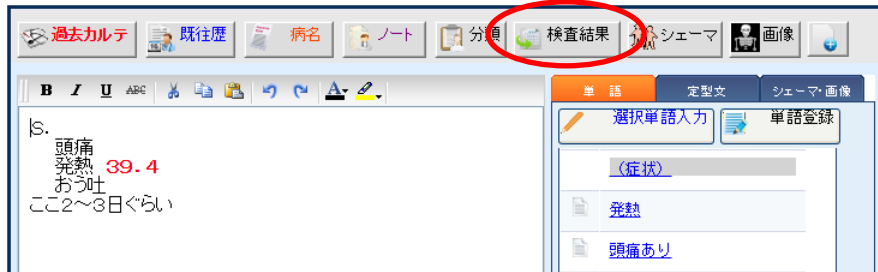 過去カルテ 既往歴 病名 ノート 分類 検査結果 シェーマ 画像
B I U ABC A
単語 定型文 シェーマ・画像
S.
頭痛
発熱 39.4
おう吐
ここ2～3日ぐらい
選択単語入力 単語登録
(症状)
発熱
頭痛あり